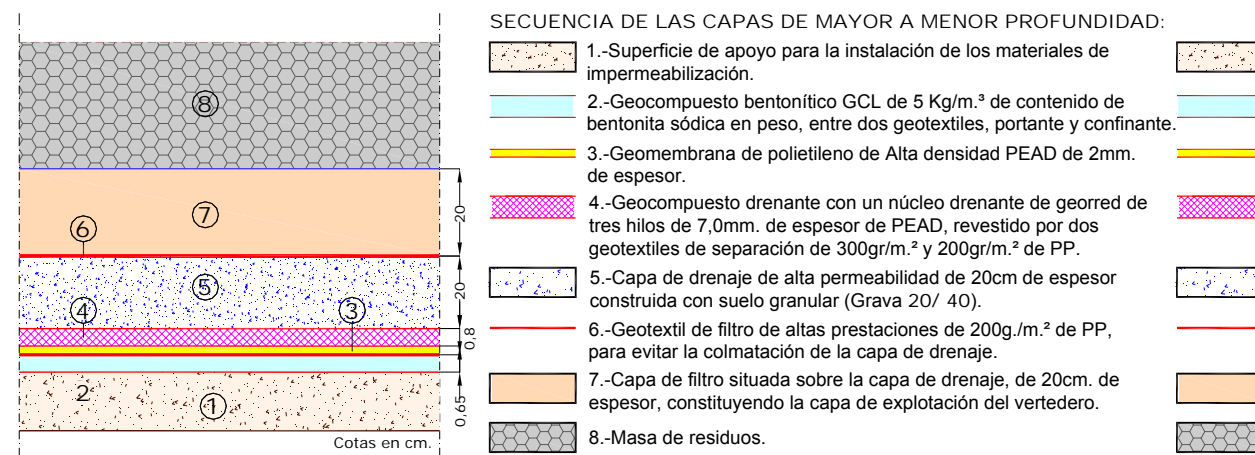 SECUENCIA DE LAS CAPAS DE MAYOR A MENOR PROFUNDIDAD:
1.-Superficie de apoyo para la instalación de los materiales de
impermeabilización.
2.-Geocompuesto bentonítico GCL de 5 Kg/m.³ de contenido de
bentonita sódica en peso, entre dos geotextiles, portante y confinante.
3.-Geomembrana de polietileno de Alta densidad PEAD de 2mm.
de espesor.
4.-Geocompuesto drenante con un núcleo drenante de georred de
tres hilos de 7,0mm. de espesor de PEAD, revestido por dos
geotextiles de separación de 300gr/m.² y 200gr/m.² de PP.
5.-Capa de drenaje de alta permeabilidad de 20cm de espesor
construida con suelo granular (Grava 20/ 40).
6.-Geotextil de filtro de altas prestaciones de 200g./m.² de PP,
para evitar la colmatación de la capa de drenaje.
7.-Capa de filtro situada sobre la capa de drenaje, de 20cm. de
espesor, constituyendo la capa de explotación del vertedero.
8.-Masa de residuos.
8
7
6
5
4
3
2
1
20
20
0,8
0,65
Cotas en cm.